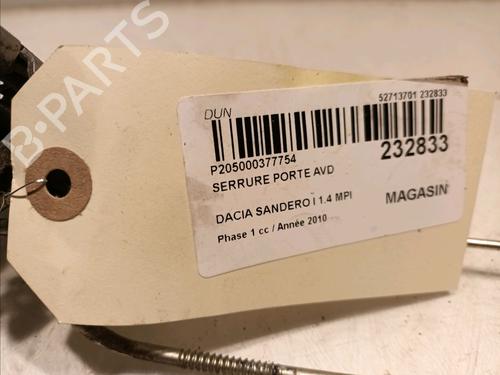 DUN
52713701 232833
P205000377754
232833
SERRURE PORTE AVD
DACIA SANDERO I 1.4 MPI
MAGASIN
Phase 1 cc / Année 2010
B-PARTS